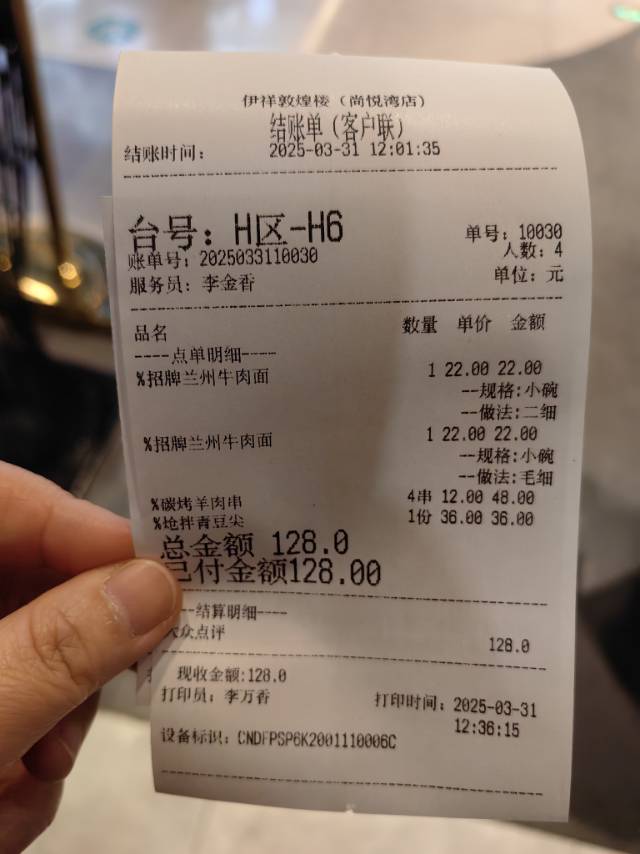 伊祥敦煌楼（尚悦湾店）
结账单（客户联）
结账时间： 2025-03-31 12:01:35
台号：H区-H6 单号：10030
账单号：2025033110030 人数：4
服务员：李金香 单位：元
品名 数量 单价 金额
----点单明细----
%招牌兰州牛肉面 1 22.00 22.00
--规格:小碗
--做法:二细
%招牌兰州牛肉面 1 22.00 22.00
--规格:小碗
--做法:毛细
%碳烤羊肉串 4串 12.00 48.00
%炝拌青豆尖 1份 36.00 36.00
总金额 128.0
已付金额128.00
--结算明细----
大众点评 128.0
现收金额:128.0
打印员：李万香 打印时间：2025-03-31
12:36:15
设备标识：CNDFPSP6K2001110006C